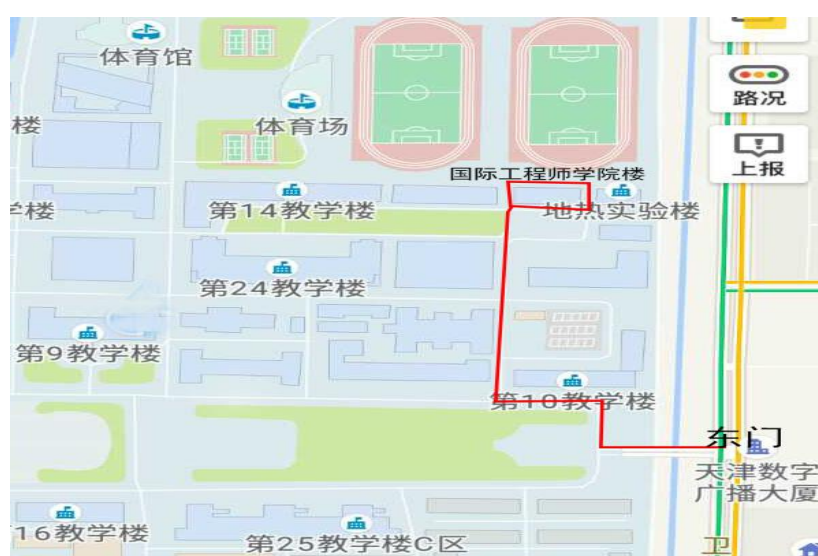 体育馆
路况
楼
体育场
上报
国际工程师学院楼
学楼
第14教学楼
地热实验楼
第24教学楼
第9教学楼
第10教学楼
东门
天津数字
广播大厦
16教学楼
第25教学楼C区
卫